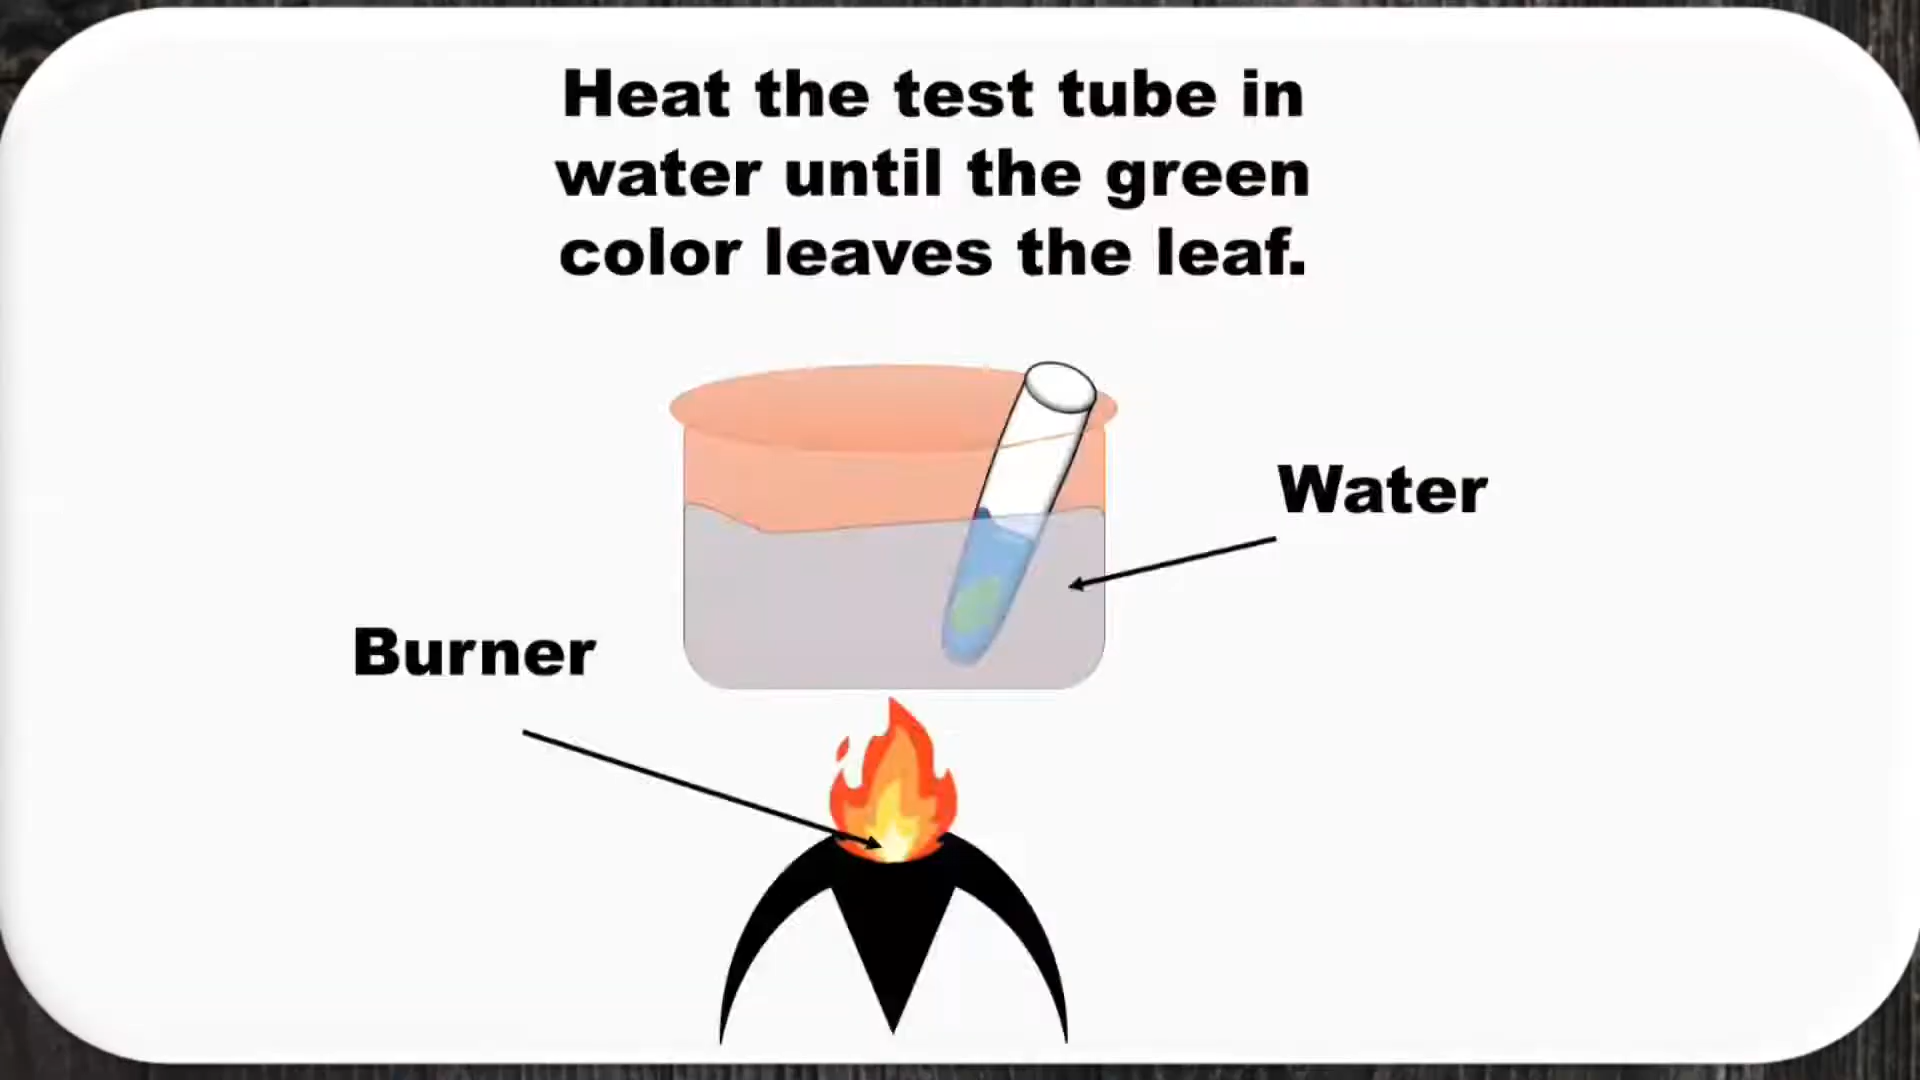 Heat the test tube in
water until the green
color leaves the leaf.
Water
Burner